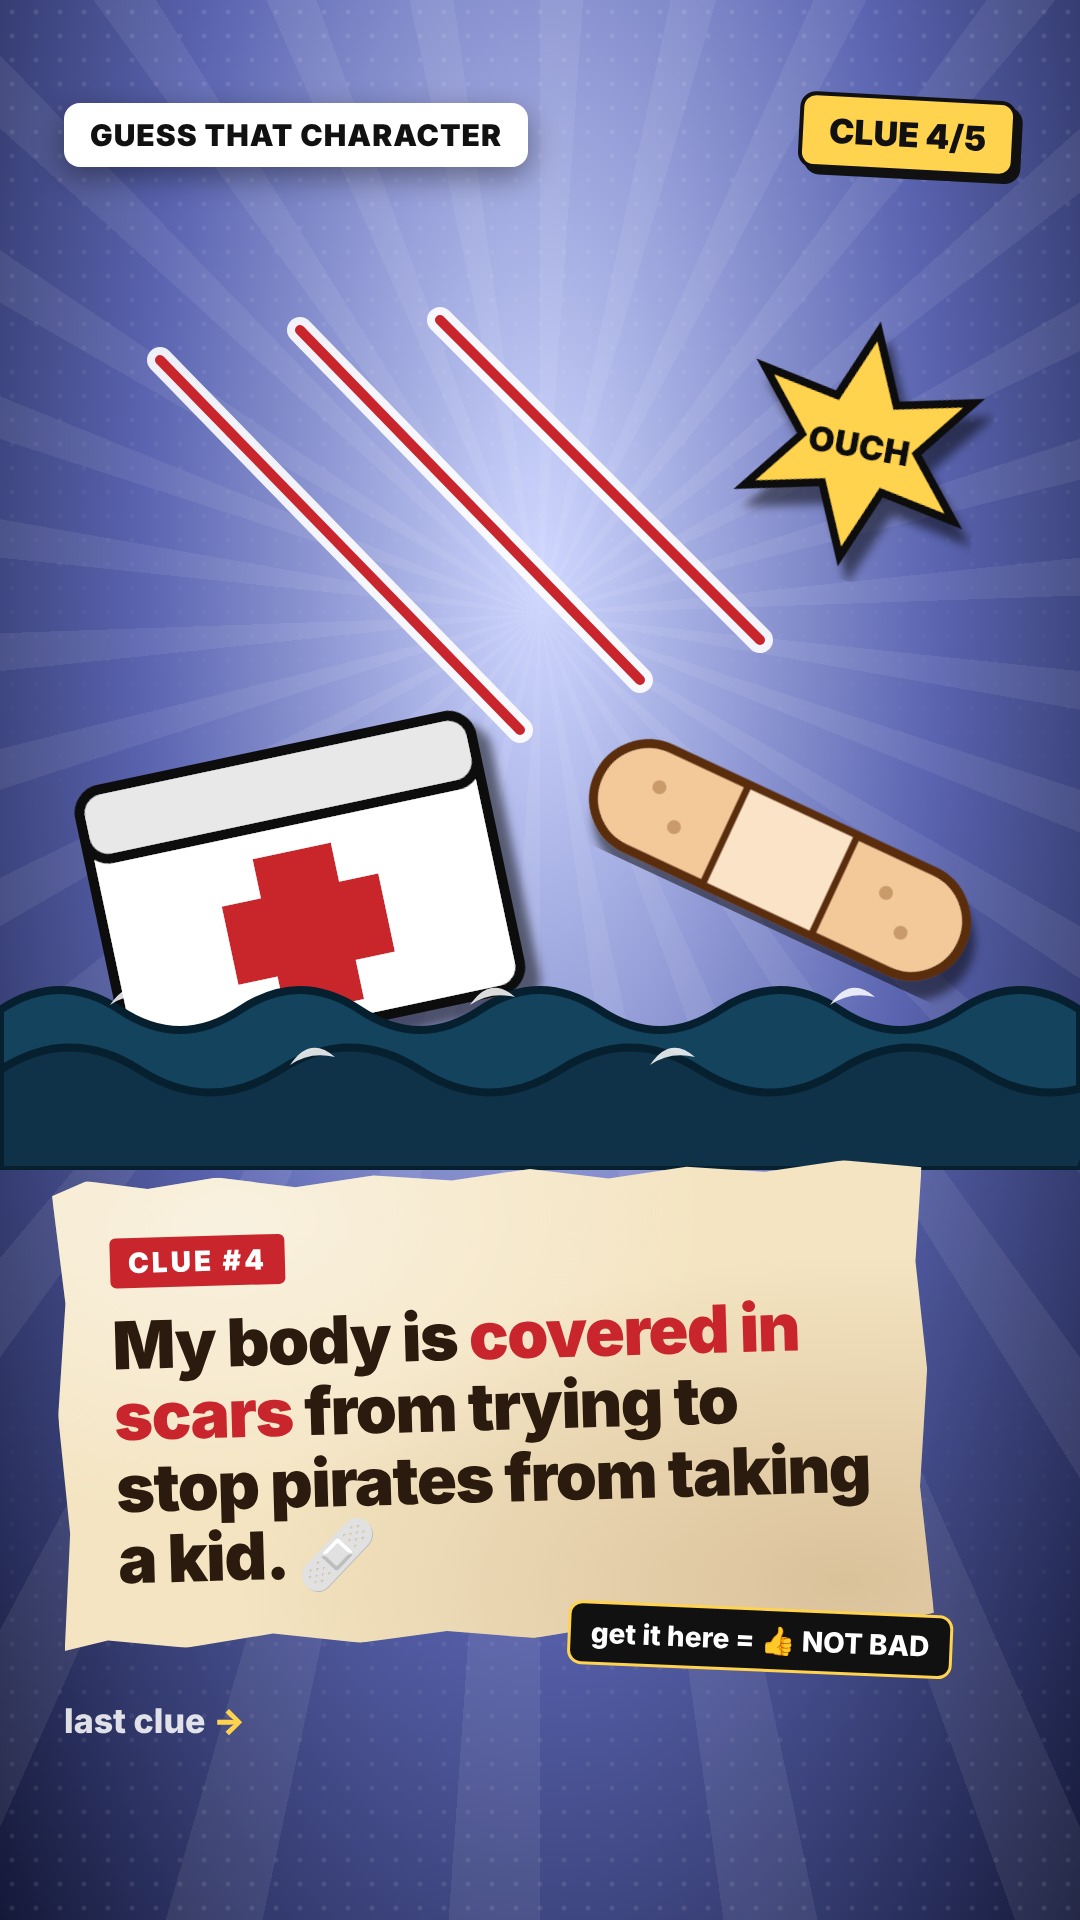 GUESS THAT CHARACTER
CLUE 4/5
OUCH
CLUE #4
My body is covered in
scars from trying to
stop pirates from taking
a kid. 🩹
get it here = 👍 NOT BAD
last clue →